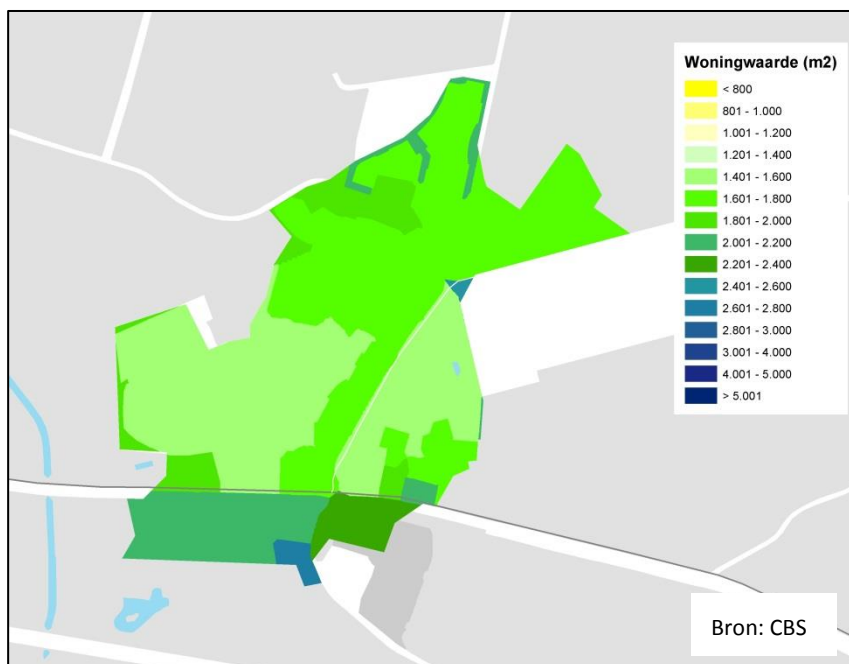 Woningwaarde (m2)
< 800
801 - 1.000
1.001 - 1.200
1.201 - 1.400
1.401 - 1.600
1.601 - 1.800
1.801 - 2.000
2.001 - 2.200
2.201 - 2.400
2.401 - 2.600
2.601 - 2.800
2.801 - 3.000
3.001 - 4.000
4.001 - 5.000
> 5.001
Bron: CBS